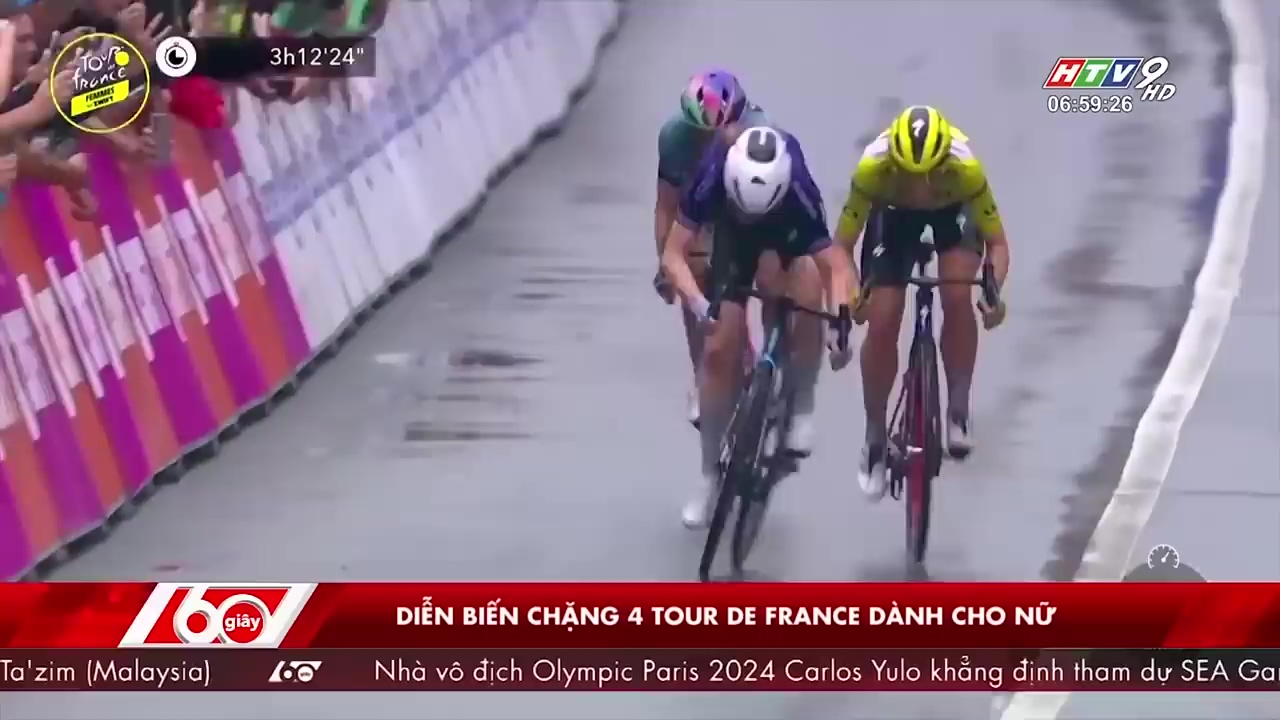 TOUR
de
france
FEMMES
ZWIFT
3h12'24"
HTV9
HD
06:59:26
60
giây
DIỄN BIẾN CHẶNG 4 TOUR DE FRANCE DÀNH CHO NỮ
Ta'zim (Malaysia) 60 Nhà vô địch Olympic Paris 2024 Carlos Yulo khẳng định tham dự SEA Ga